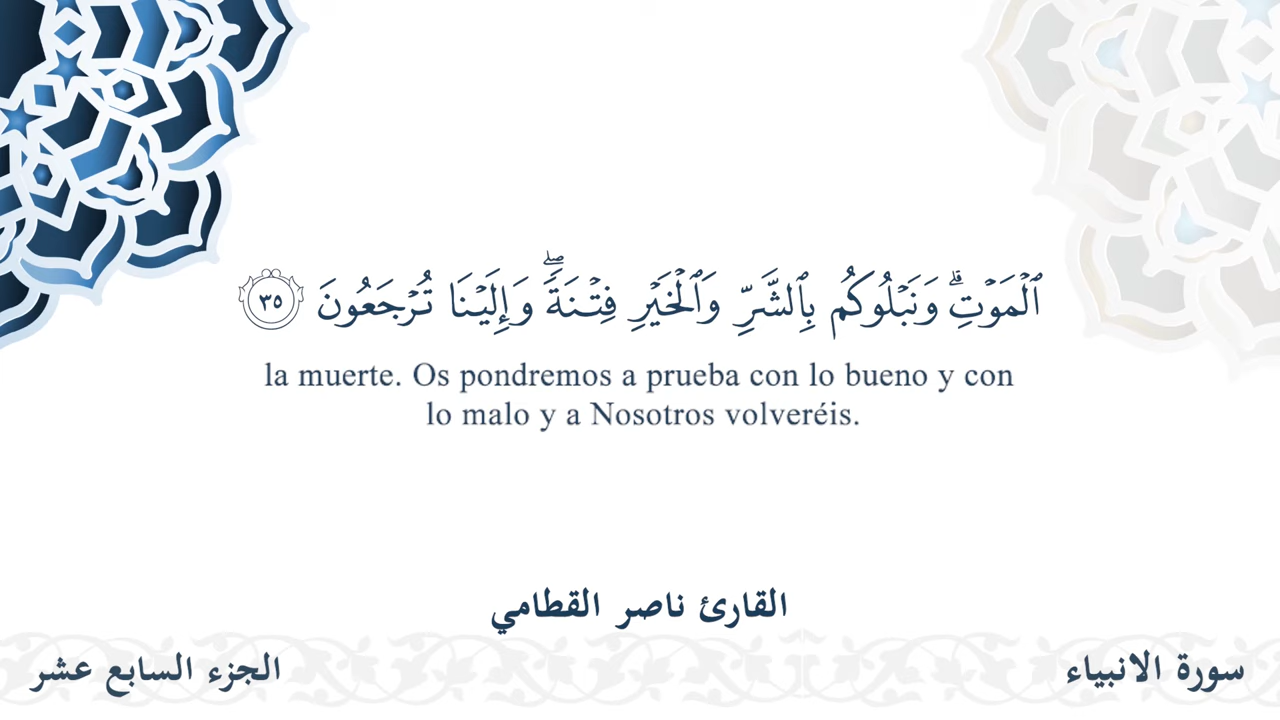 ٱلْمَوْتِۗ وَنَبْلُوكُم بِٱلشَّرِّ وَٱلْخَيْرِ فِتْنَةًۖ وَإِلَيْنَا تُرْجَعُونَ ٣٥
la muerte. Os pondremos a prueba con lo bueno y con
lo malo y a Nosotros volveréis.
القارئ ناصر القطامي
سورة الانبياء
الجزء السابع عشر